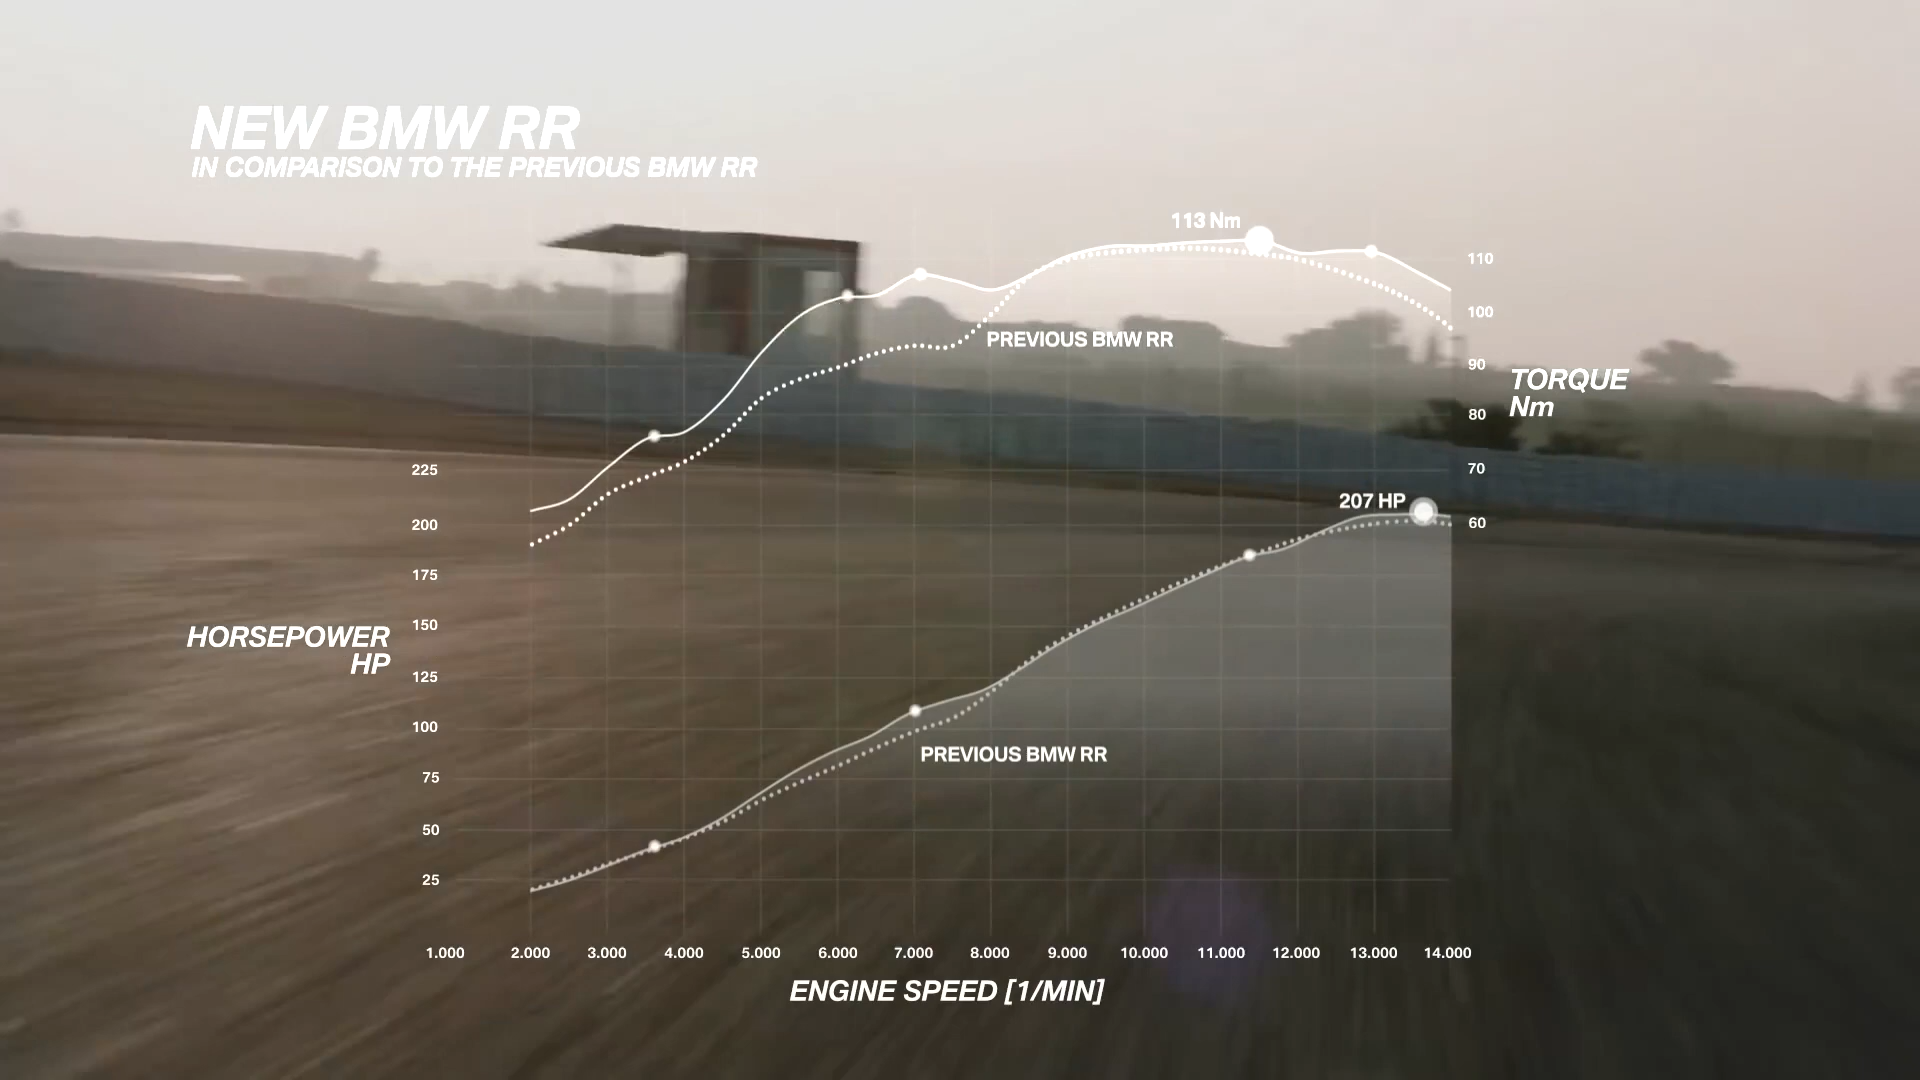 NEW BMW RR
IN COMPARISON TO THE PREVIOUS BMW RR
113 Nm
110
100
PREVIOUS BMW RR
90
TORQUE
Nm
80
225
70
207 HP
200
60
175
HORSEPOWER
HP
150
125
100
PREVIOUS BMW RR
75
50
25
1.000 2.000 3.000 4.000 5.000 6.000 7.000 8.000 9.000 10.000 11.000 12.000 13.000 14.000
ENGINE SPEED [1/MIN]